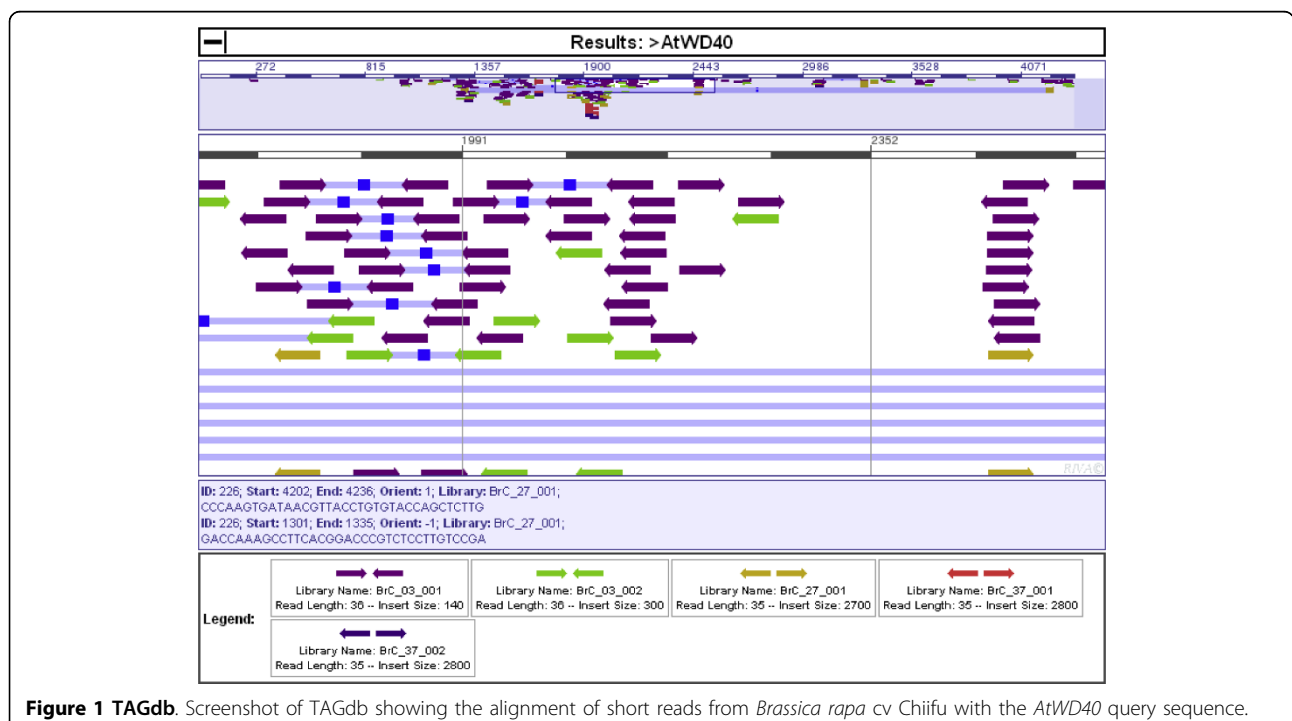 Results: >AtWD40
272 815 1357 1900 2443 2986 3528 4071
1991 2352
RIVA©
ID: 226; Start: 4202; End: 4236; Orient: 1; Library: BrC_27_001;
CCCAAGTGATAACGTTACCTGTGTACCAGCTCTTG
ID: 226; Start: 1301; End: 1335; Orient: -1; Library: BrC_27_001;
GACCAAAGCCTTCACGGACCCGTCTCCTTGTCCGA
Legend:
Library Name: BrC_03_001
Read Length: 36 -- Insert Size: 140
Library Name: BrC_03_002
Read Length: 36 -- Insert Size: 300
Library Name: BrC_27_001
Read Length: 35 -- Insert Size: 2700
Library Name: BrC_37_001
Read Length: 35 -- Insert Size: 2800
Library Name: BrC_37_002
Read Length: 35 -- Insert Size: 2800
Figure 1 TAGdb. Screenshot of TAGdb showing the alignment of short reads from Brassica rapa cv Chiifu with the AtWD40 query sequence.